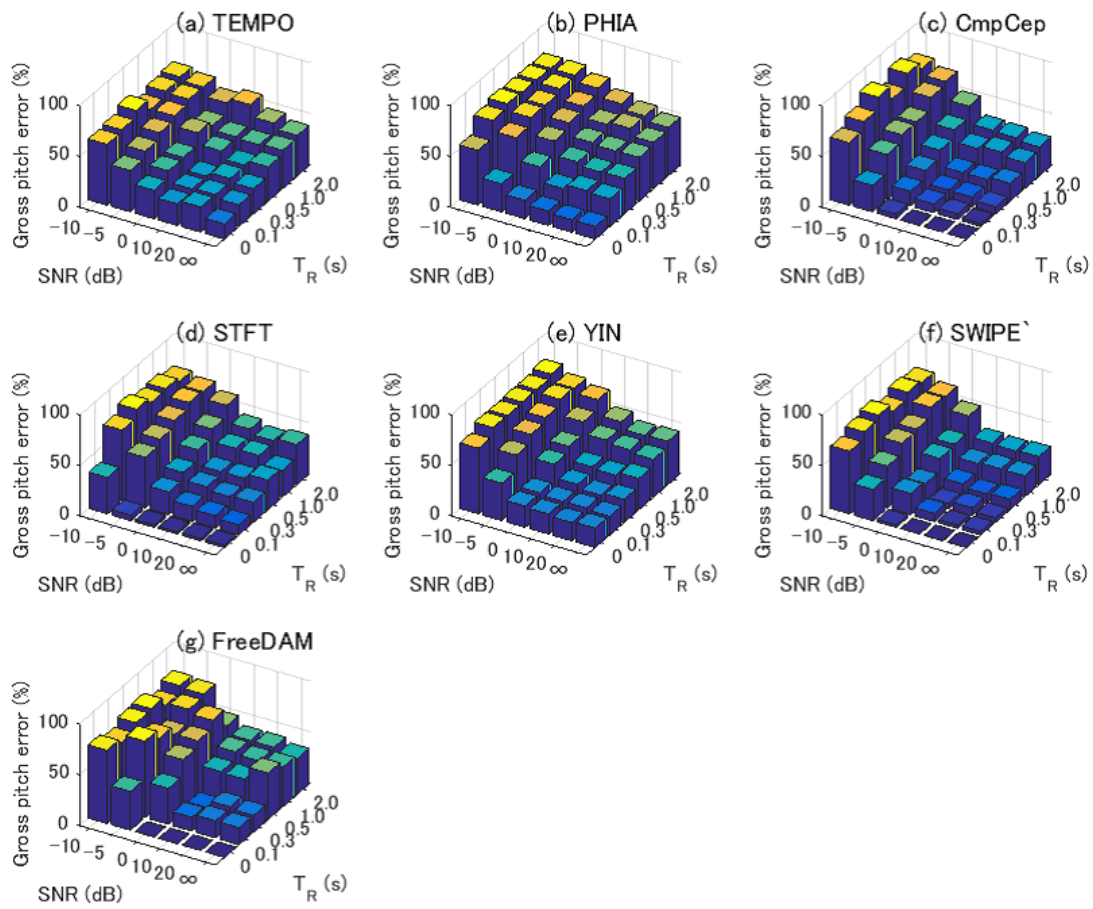 (a) TEMPO
Gross pitch error (%)
100
50
0
-10 -5 0 10 20 ∞
SNR (dB)
0 0.1 0.3 0.5 1.0 2.0
T_R (s)
(b) PHIA
Gross pitch error (%)
100
50
0
-10 -5 0 10 20 ∞
SNR (dB)
0 0.1 0.3 0.5 1.0 2.0
T_R (s)
(c) CmpCep
Gross pitch error (%)
100
50
0
-10 -5 0 10 20 ∞
SNR (dB)
0 0.1 0.3 0.5 1.0 2.0
T_R (s)
(d) STFT
Gross pitch error (%)
100
50
0
-10 -5 0 10 20 ∞
SNR (dB)
0 0.1 0.3 0.5 1.0 2.0
T_R (s)
(e) YIN
Gross pitch error (%)
100
50
0
-10 -5 0 10 20 ∞
SNR (dB)
0 0.1 0.3 0.5 1.0 2.0
T_R (s)
(f) SWIPE`
Gross pitch error (%)
100
50
0
-10 -5 0 10 20 ∞
SNR (dB)
0 0.1 0.3 0.5 1.0 2.0
T_R (s)
(g) FreeDAM
Gross pitch error (%)
100
50
0
-10 -5 0 10 20 ∞
SNR (dB)
0 0.1 0.3 0.5 1.0 2.0
T_R (s)